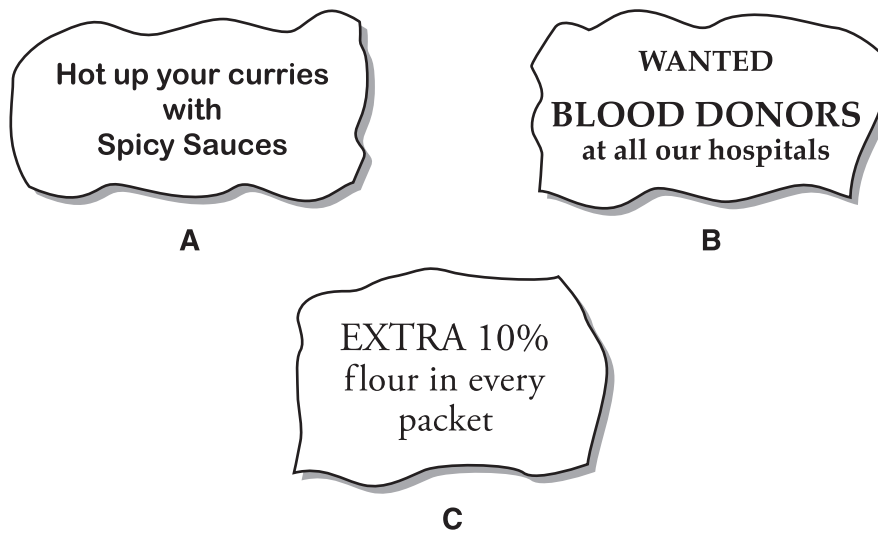 Hot up your curries
with
Spicy Sauces
A
WANTED
BLOOD DONORS
at all our hospitals
B
EXTRA 10%
flour in every
packet
C